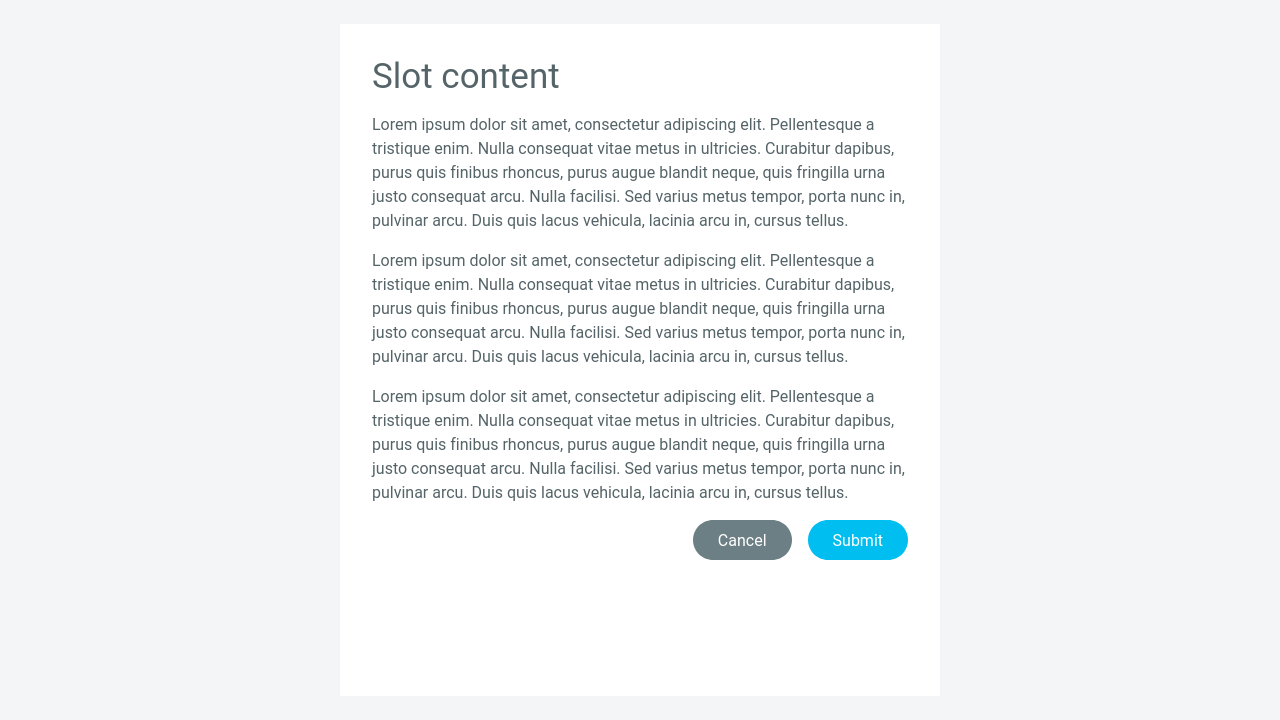 Slot content
Lorem ipsum dolor sit amet, consectetur adipiscing elit. Pellentesque a
tristique enim. Nulla consequat vitae metus in ultricies. Curabitur dapibus,
purus quis finibus rhoncus, purus augue blandit neque, quis fringilla urna
justo consequat arcu. Nulla facilisi. Sed varius metus tempor, porta nunc in,
pulvinar arcu. Duis quis lacus vehicula, lacinia arcu in, cursus tellus.
Lorem ipsum dolor sit amet, consectetur adipiscing elit. Pellentesque a
tristique enim. Nulla consequat vitae metus in ultricies. Curabitur dapibus,
purus quis finibus rhoncus, purus augue blandit neque, quis fringilla urna
justo consequat arcu. Nulla facilisi. Sed varius metus tempor, porta nunc in,
pulvinar arcu. Duis quis lacus vehicula, lacinia arcu in, cursus tellus.
Lorem ipsum dolor sit amet, consectetur adipiscing elit. Pellentesque a
tristique enim. Nulla consequat vitae metus in ultricies. Curabitur dapibus,
purus quis finibus rhoncus, purus augue blandit neque, quis fringilla urna
justo consequat arcu. Nulla facilisi. Sed varius metus tempor, porta nunc in,
pulvinar arcu. Duis quis lacus vehicula, lacinia arcu in, cursus tellus.
Cancel Submit